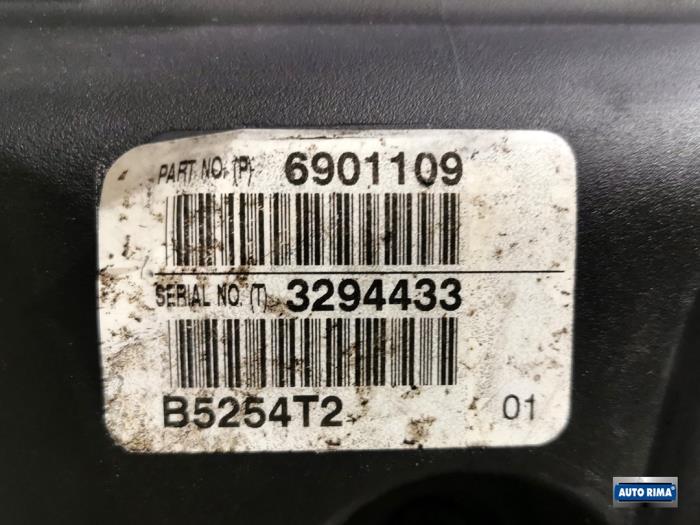 PART NO. (P) 6901109
SERIAL NO. (T) 3294433
B5254T2 01
AUTO RIMA